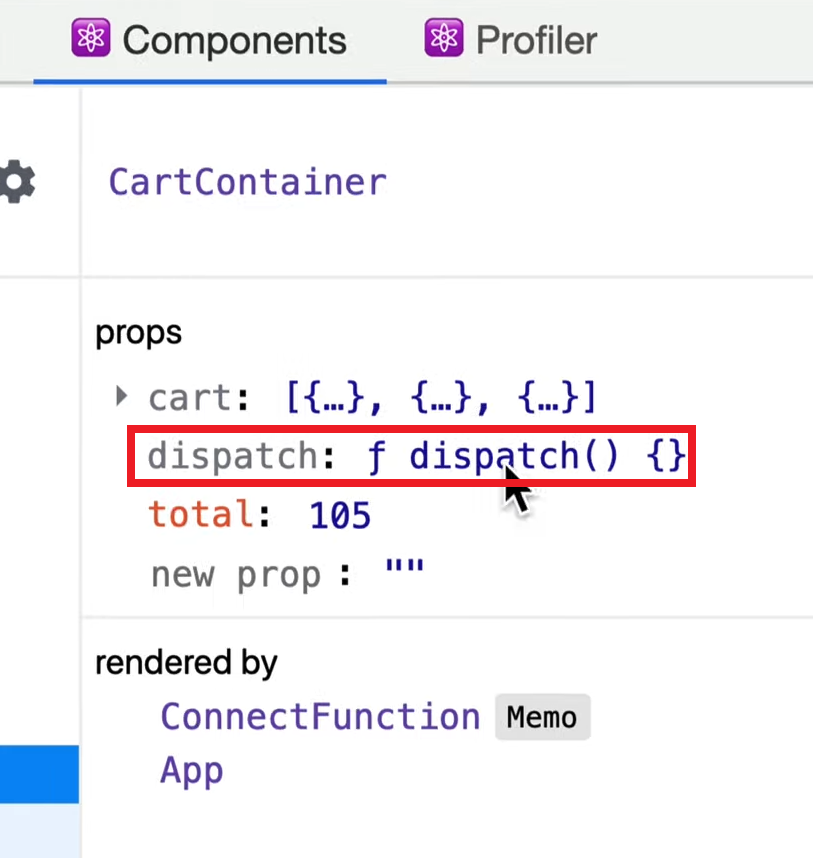 Components Profiler
CartContainer
props
cart: [{…}, {…}, {…}]
dispatch: ƒ dispatch() {}
total: 105
new prop : ""
rendered by
ConnectFunction Memo
App